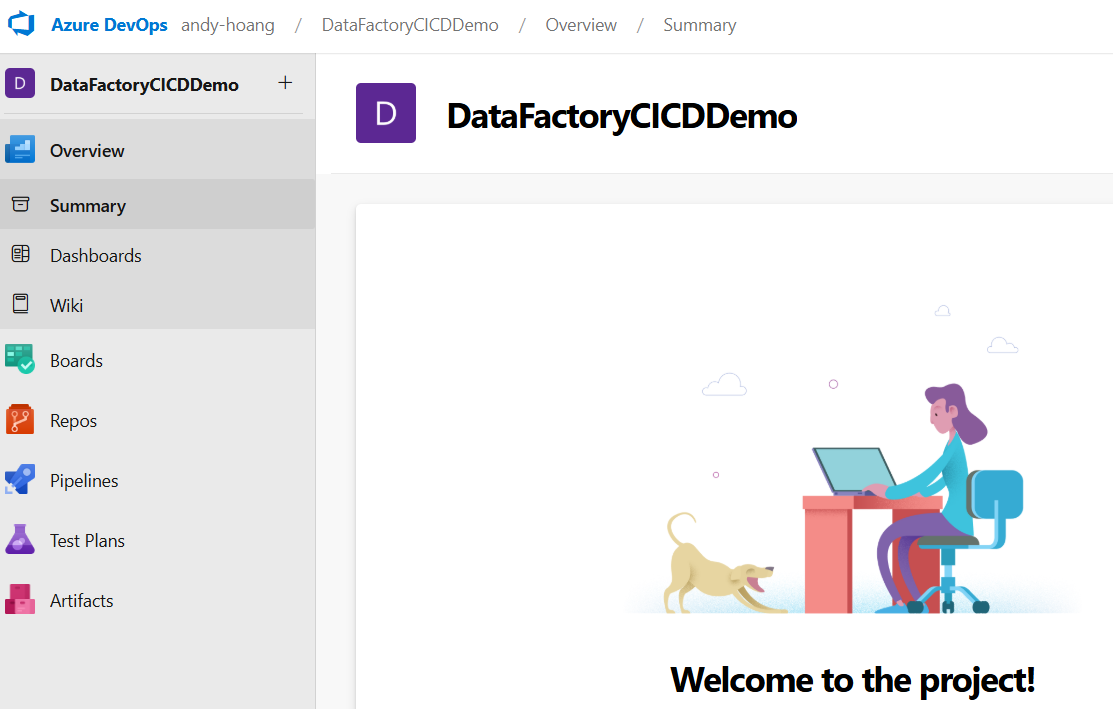 Azure DevOps andy-hoang / DataFactoryCICDDemo / Overview / Summary
D DataFactoryCICDDemo +
D DataFactoryCICDDemo
Overview
Summary
Dashboards
Wiki
Boards
Repos
Pipelines
Test Plans
Artifacts
Welcome to the project!